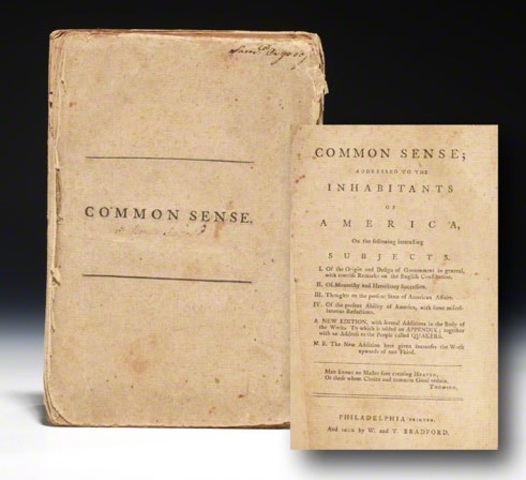 COMMON SENSE.
COMMON SENSE;
ADDRESSED TO THE
INHABITANTS
OF
AMERICA,
On the following interesting
SUBJECTS.
I. Of the Origin and Design of Government in general,
with concise Remarks on the English Constitution.
II. Of Monarchy and Hereditary Succession.
III. Thoughts on the present State of American Affairs.
IV. Of the present Ability of America, with some miscel-
laneous Reflections.
A NEW EDITION, with several Additions in the Body of
the Work. To which is added an APPENDIX; together
with an Address to the People called QUAKERS.
N. B. The New Addition here given increases the Work
upwards of one Third.
Man knows no Master save creating HEAVEN,
Or those whom Choice and common Good ordain.
THOMSON.
PHILADELPHIA PRINTED.
And sold by W. and T. BRADFORD.